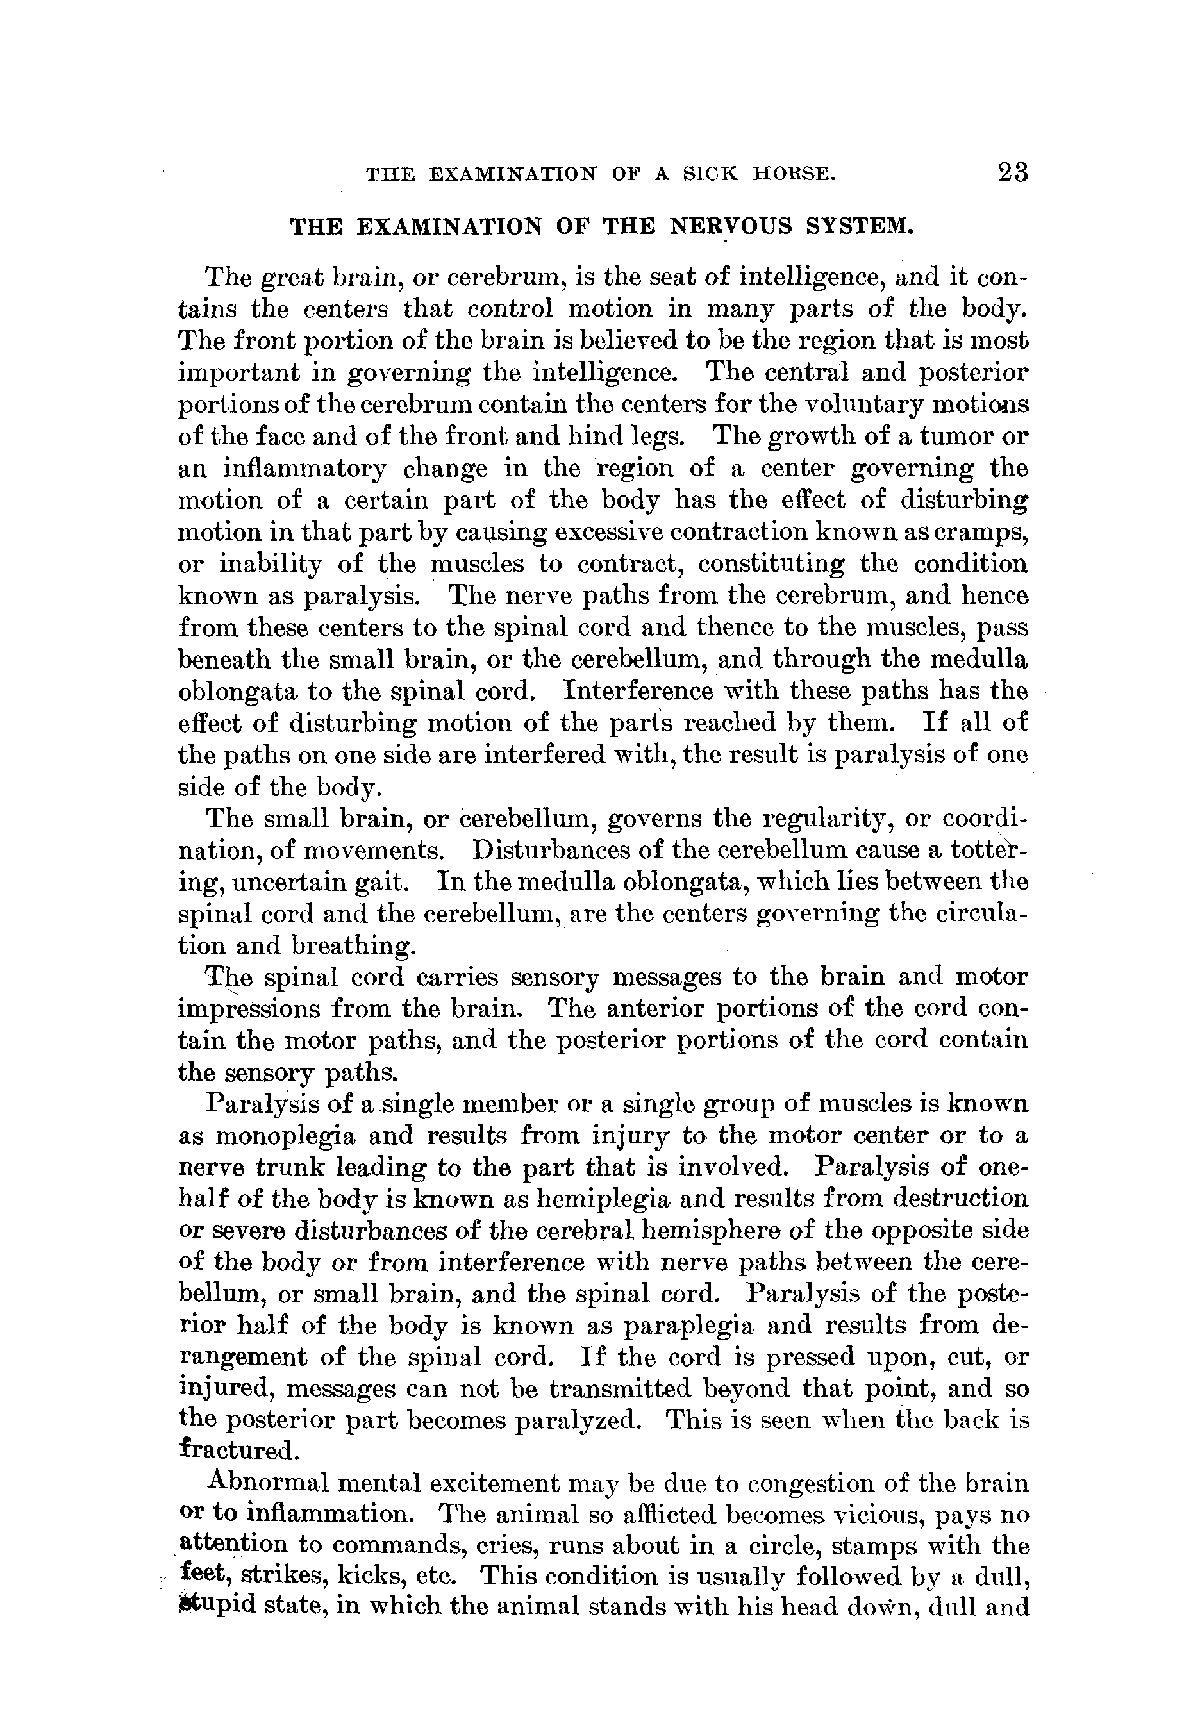 THE EXAMINATION OF A SICK HORSE. 23
THE EXAMINATION OF THE NERVOUS SYSTEM.
The great brain, or cerebrum, is the seat of intelligence, and it con-
tains the centers that control motion in many parts of the body.
The front portion of the brain is believed to be the region that is most
important in governing the intelligence. The central and posterior
portions of the cerebrum contain the centers for the voluntary motions
of the face and of the front and hind legs. The growth of a tumor or
an inflammatory change in the region of a center governing the
motion of a certain part of the body has the effect of disturbing
motion in that part by causing excessive contraction known as cramps,
or inability of the muscles to contract, constituting the condition
known as paralysis. The nerve paths from the cerebrum, and hence
from these centers to the spinal cord and thence to the muscles, pass
beneath the small brain, or the cerebellum, and through the medulla
oblongata to the spinal cord. Interference with these paths has the
effect of disturbing motion of the parts reached by them. If all of
the paths on one side are interfered with, the result is paralysis of one
side of the body.
The small brain, or cerebellum, governs the regularity, or coordi-
nation, of movements. Disturbances of the cerebellum cause a totter-
ing, uncertain gait. In the medulla oblongata, which lies between the
spinal cord and the cerebellum, are the centers governing the circula-
tion and breathing.
The spinal cord carries sensory messages to the brain and motor
impressions from the brain. The anterior portions of the cord con-
tain the motor paths, and the posterior portions of the cord contain
the sensory paths.
Paralysis of a single member or a single group of muscles is known
as monoplegia and results from injury to the motor center or to a
nerve trunk leading to the part that is involved. Paralysis of one-
half of the body is known as hemiplegia and results from destruction
or severe disturbances of the cerebral hemisphere of the opposite side
of the body or from interference with nerve paths between the cere-
bellum, or small brain, and the spinal cord. Paralysis of the poste-
rior half of the body is known as paraplegia and results from de-
rangement of the spinal cord. If the cord is pressed upon, cut, or
injured, messages can not be transmitted beyond that point, and so
the posterior part becomes paralyzed. This is seen when the back is
fractured.
Abnormal mental excitement may be due to congestion of the brain
or to inflammation. The animal so afflicted becomes vicious, pays no
attention to commands, cries, runs about in a circle, stamps with the
feet, strikes, kicks, etc. This condition is usually followed by a dull,
stupid state, in which the animal stands with his head down, dull and